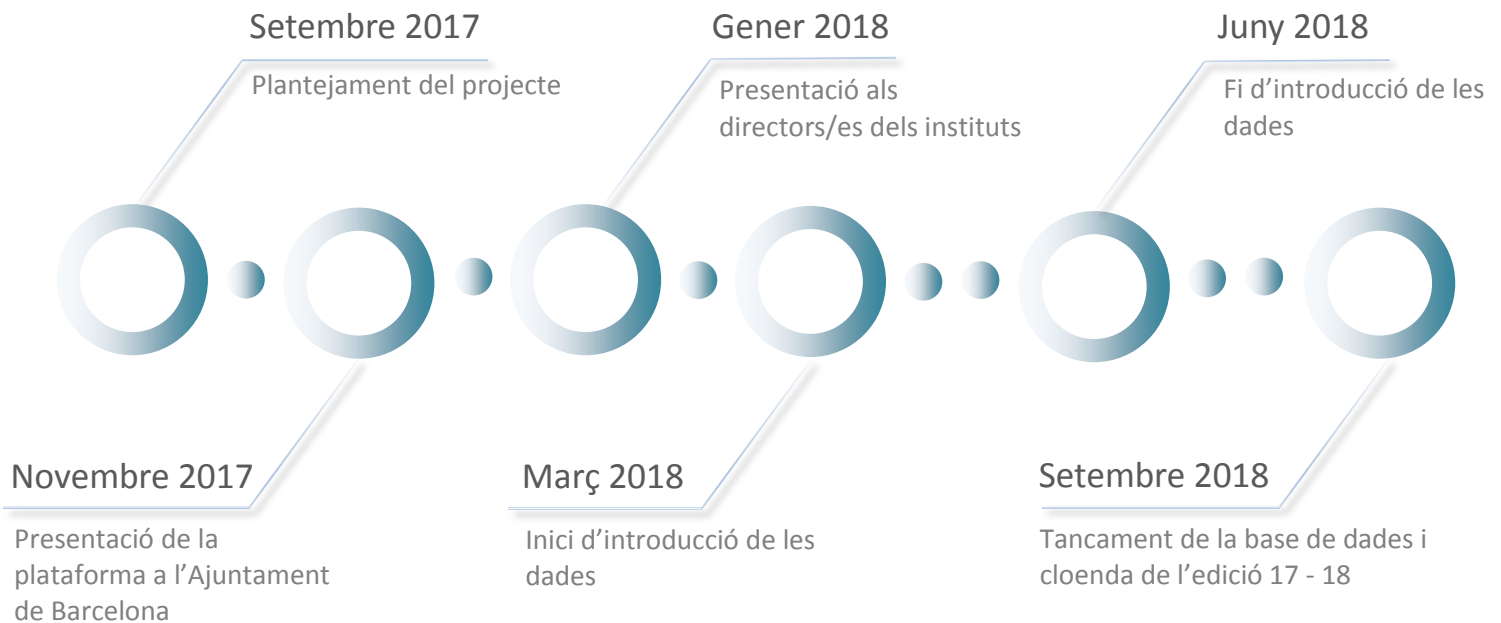 Setembre 2017
Plantejament del projecte
Gener 2018
Presentació als
directors/es dels instituts
Juny 2018
Fi d’introducció de les
dades
Novembre 2017
Presentació de la
plataforma a l’Ajuntament
de Barcelona
Març 2018
Inici d’introducció de les
dades
Setembre 2018
Tancament de la base de dades i
cloenda de l’edició 17 - 18